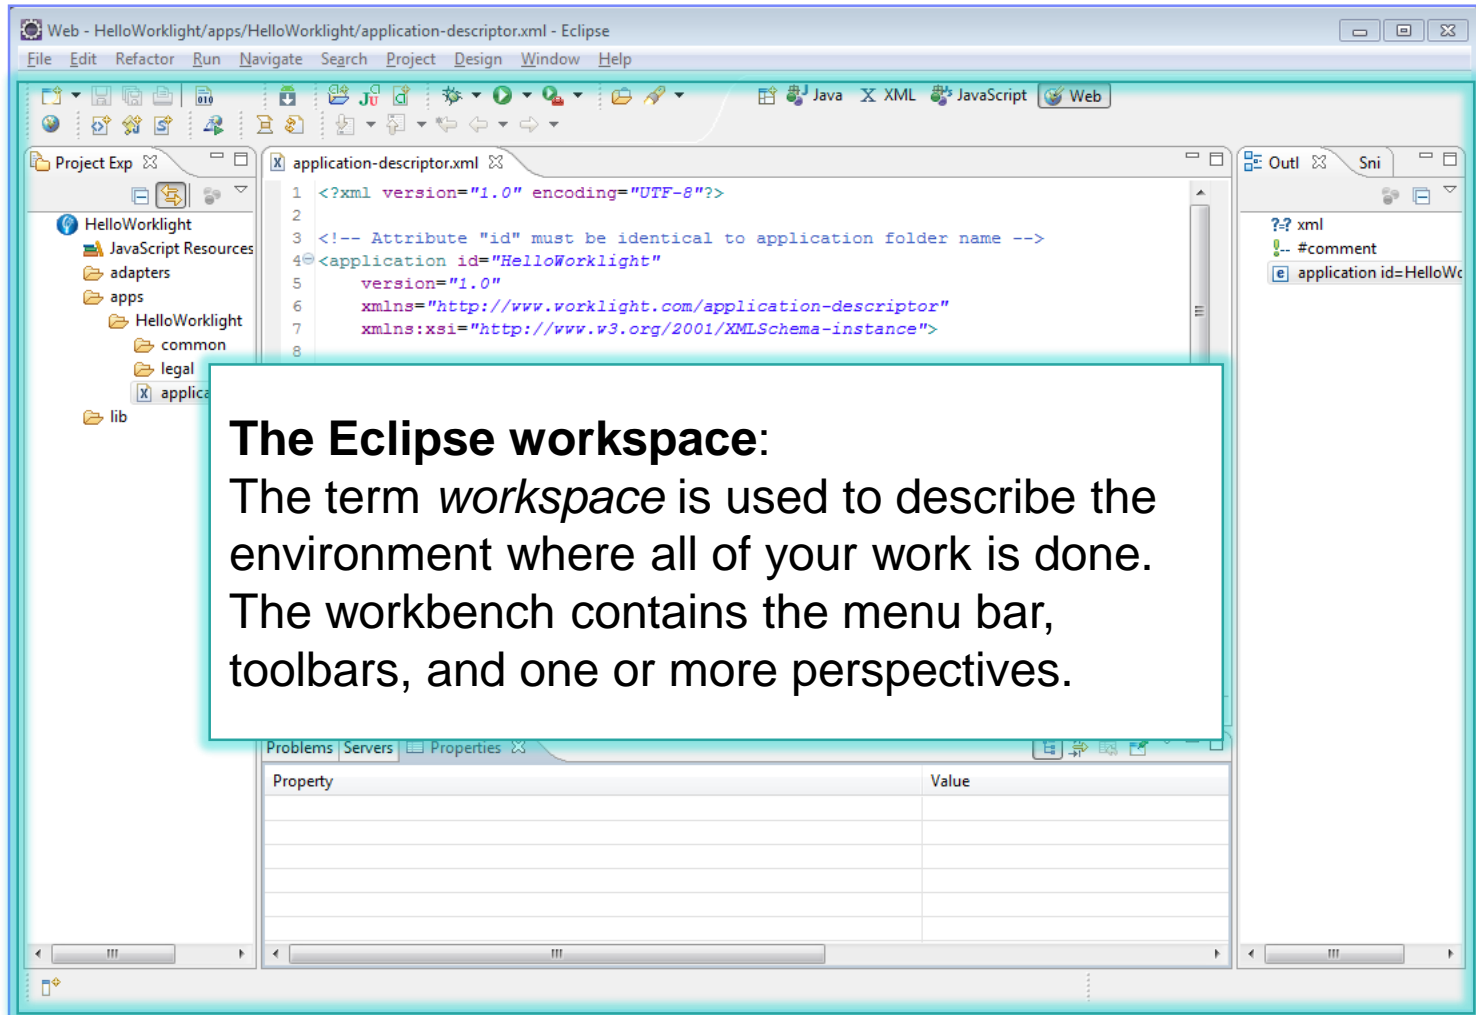 Web - HelloWorklight/apps/HelloWorklight/application-descriptor.xml - Eclipse
File Edit Refactor Run Navigate Search Project Design Window Help
Java XML JavaScript Web
Project Exp
application-descriptor.xml
Outl Sni
HelloWorklight
JavaScript Resources
adapters
apps
HelloWorklight
common
legal
applica
lib
1 <?xml version="1.0" encoding="UTF-8"?>
2
3 <!-- Attribute "id" must be identical to application folder name -->
4 <application id="HelloWorklight"
5 version="1.0"
6 xmlns="http://www.worklight.com/application-descriptor"
7 xmlns:xsi="http://www.w3.org/2001/XMLSchema-instance">
8
?=? xml
!-- #comment
e application id=HelloWo
The Eclipse workspace:
The term workspace is used to describe the
environment where all of your work is done.
The workbench contains the menu bar,
toolbars, and one or more perspectives.
Problems Servers Properties
Property Value